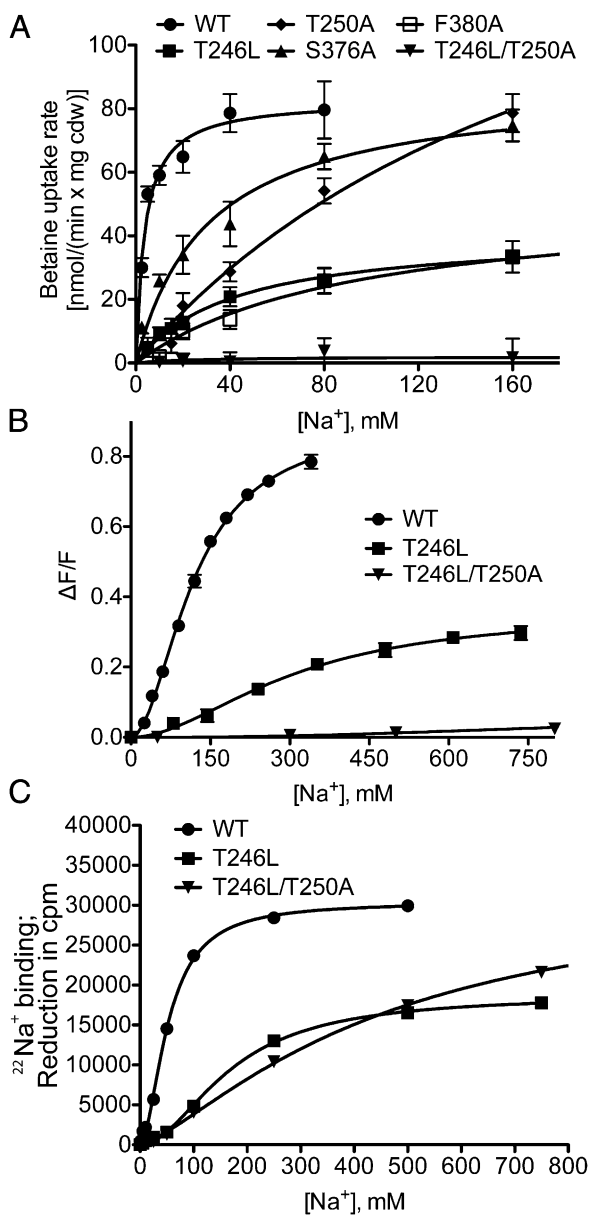 A
WT T250A F380A
T246L S376A T246L/T250A
Betaine uptake rate
[nmol/(min x mg cdw)]
100
80
60
40
20
0
0 40 80 120 160
[Na+], mM
B
ΔF/F
0.8
0.6
0.4
0.2
0.0
WT
T246L
T246L/T250A
0 150 300 450 600 750
[Na+], mM
C
22Na+ binding;
Reduction in cpm
40000
35000
30000
25000
20000
15000
10000
5000
0
WT
T246L
T246L/T250A
0 100 200 300 400 500 600 700 800
[Na+], mM